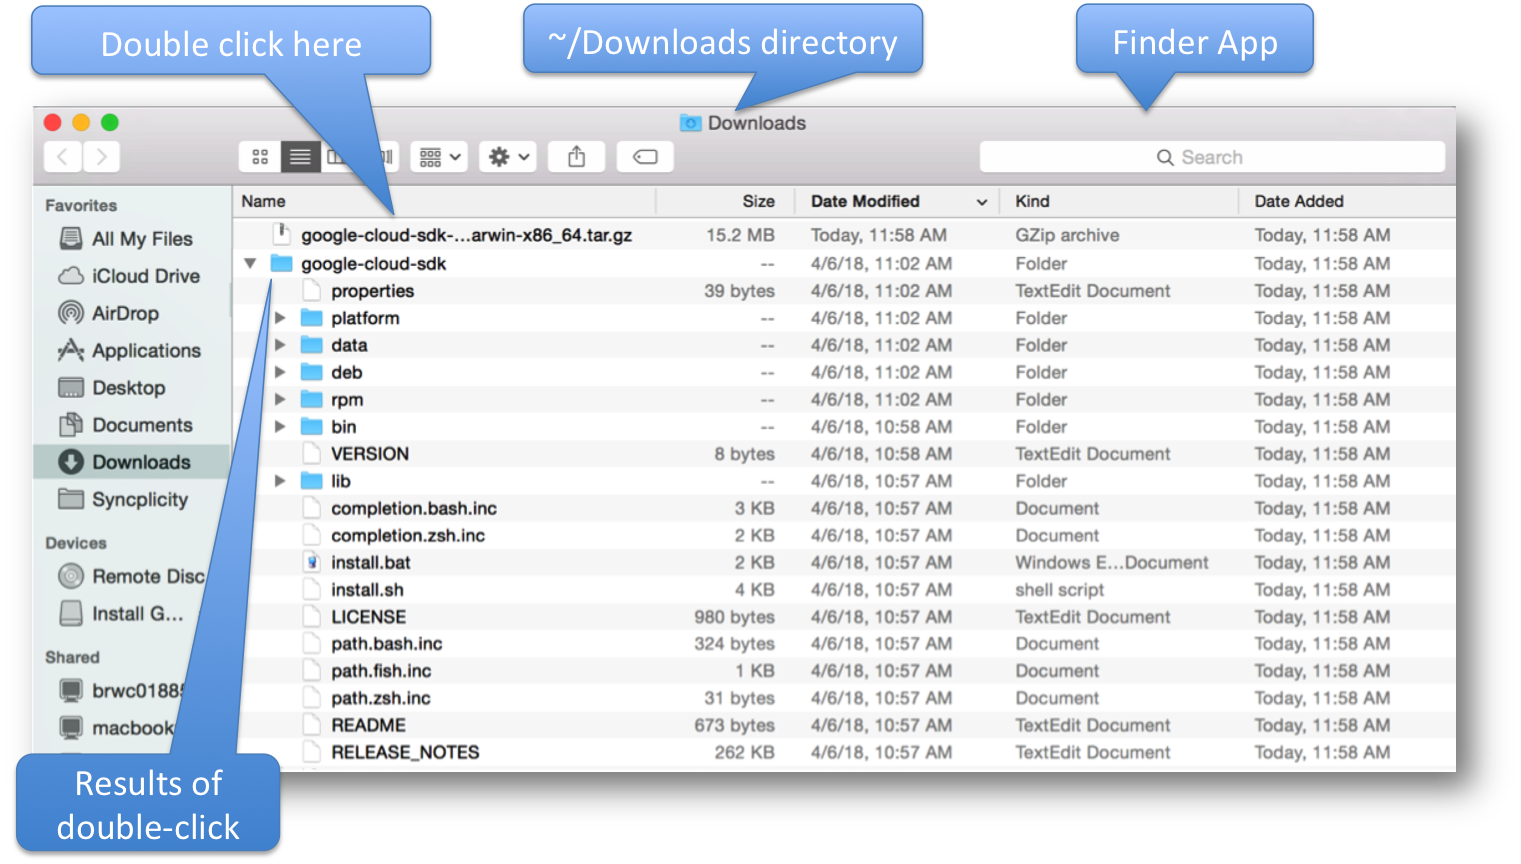 Double click here
~/Downloads directory
Finder App
Downloads
Search
Favorites
All My Files
iCloud Drive
AirDrop
Applications
Desktop
Documents
Downloads
Syncplicity
Devices
Remote Disc
Install G...
Shared
brwc0188
macbook
Name Size Date Modified Kind Date Added
google-cloud-sdk-...arwin-x86_64.tar.gz 15.2 MB Today, 11:58 AM GZip archive Today, 11:58 AM
google-cloud-sdk -- 4/6/18, 11:02 AM Folder Today, 11:58 AM
properties 39 bytes 4/6/18, 11:02 AM TextEdit Document Today, 11:58 AM
platform -- 4/6/18, 11:02 AM Folder Today, 11:58 AM
data -- 4/6/18, 11:02 AM Folder Today, 11:58 AM
deb -- 4/6/18, 11:02 AM Folder Today, 11:58 AM
rpm -- 4/6/18, 11:02 AM Folder Today, 11:58 AM
bin -- 4/6/18, 10:58 AM Folder Today, 11:58 AM
VERSION 8 bytes 4/6/18, 10:58 AM TextEdit Document Today, 11:58 AM
lib -- 4/6/18, 10:57 AM Folder Today, 11:58 AM
completion.bash.inc 3 KB 4/6/18, 10:57 AM Document Today, 11:58 AM
completion.zsh.inc 2 KB 4/6/18, 10:57 AM Document Today, 11:58 AM
install.bat 2 KB 4/6/18, 10:57 AM Windows E...Document Today, 11:58 AM
install.sh 4 KB 4/6/18, 10:57 AM shell script Today, 11:58 AM
LICENSE 980 bytes 4/6/18, 10:57 AM TextEdit Document Today, 11:58 AM
path.bash.inc 324 bytes 4/6/18, 10:57 AM Document Today, 11:58 AM
path.fish.inc 1 KB 4/6/18, 10:57 AM Document Today, 11:58 AM
path.zsh.inc 31 bytes 4/6/18, 10:57 AM Document Today, 11:58 AM
README 673 bytes 4/6/18, 10:57 AM TextEdit Document Today, 11:58 AM
RELEASE_NOTES 262 KB 4/6/18, 10:57 AM TextEdit Document Today, 11:58 AM
Results of
double-click